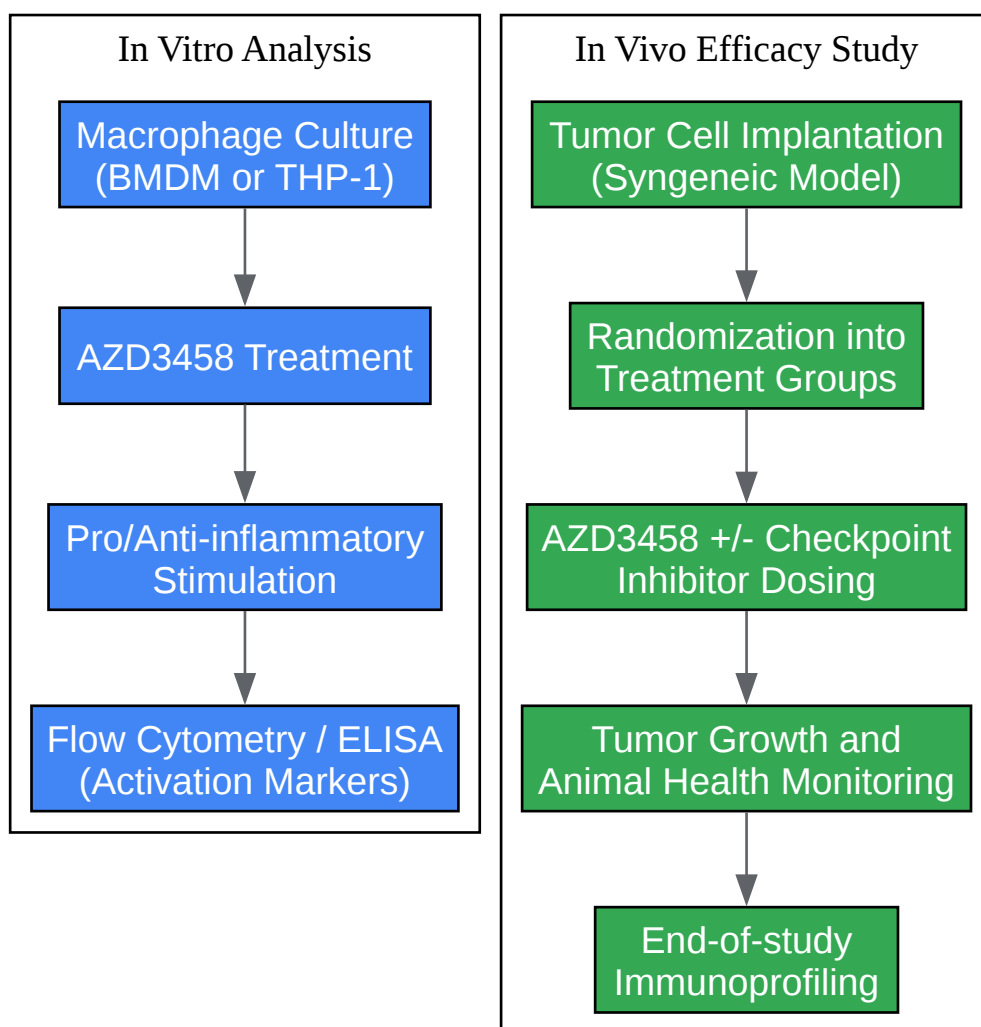 In Vitro Analysis
Macrophage Culture
(BMDM or THP-1)
AZD3458 Treatment
Pro/Anti-inflammatory
Stimulation
Flow Cytometry / ELISA
(Activation Markers)
In Vivo Efficacy Study
Tumor Cell Implantation
(Syngeneic Model)
Randomization into
Treatment Groups
AZD3458 +/- Checkpoint
Inhibitor Dosing
Tumor Growth and
Animal Health Monitoring
End-of-study
Immunoprofiling